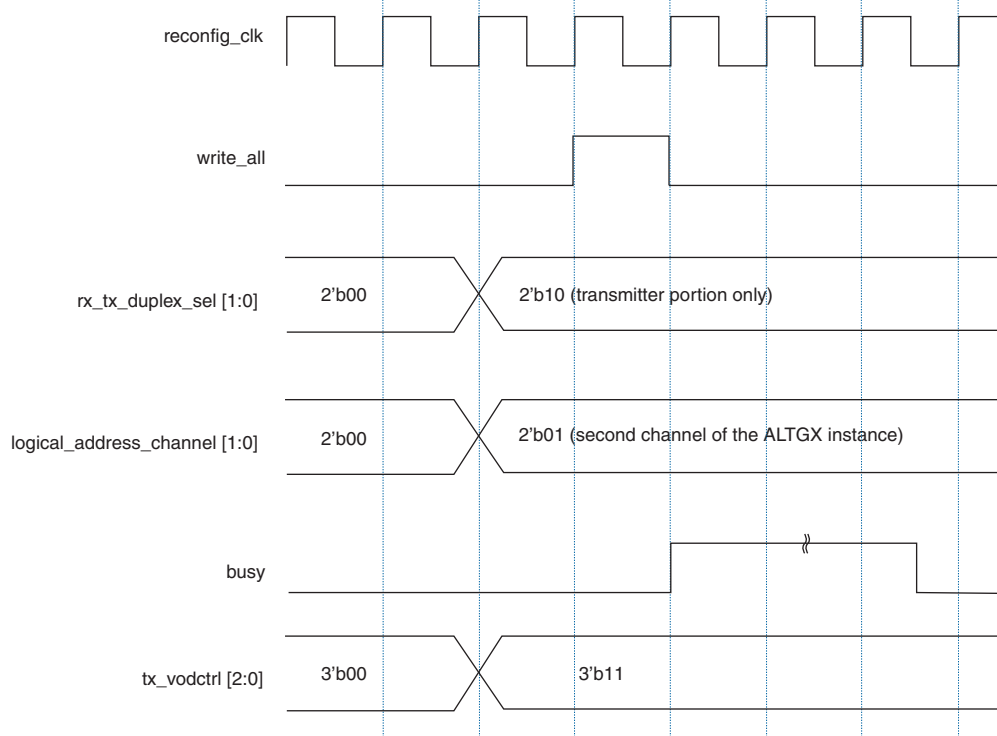 reconfig_clk
write_all
rx_tx_duplex_sel [1:0]
2’b00
2’b10 (transmitter portion only)
logical_address_channel [1:0]
2’b00
2’b01 (second channel of the ALTGX instance)
busy
tx_vodctrl [2:0]
3’b00
3’b11